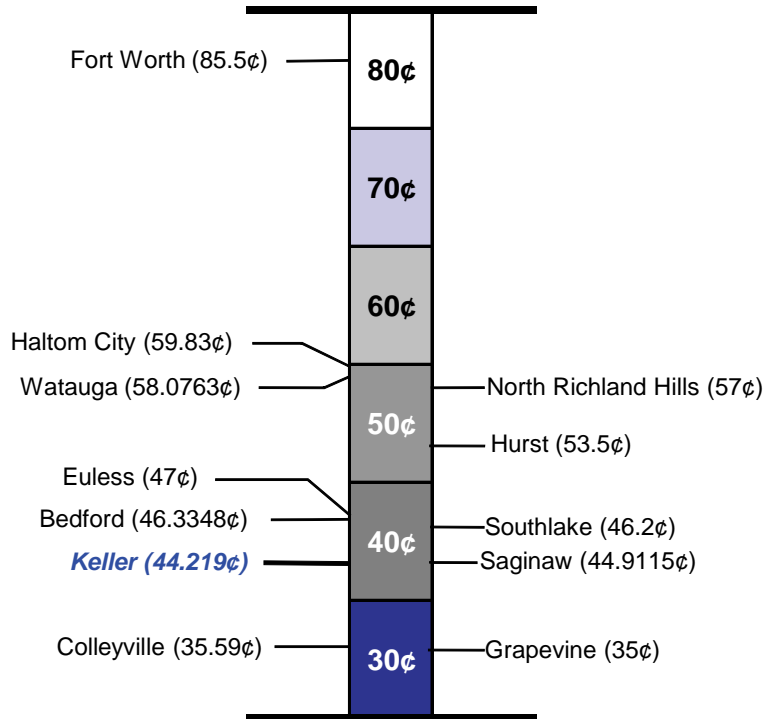 Fort Worth (85.5¢)
80¢
70¢
60¢
Haltom City (59.83¢)
Watauga (58.0763¢)
North Richland Hills (57¢)
50¢
Hurst (53.5¢)
Euless (47¢)
Bedford (46.3348¢)
Southlake (46.2¢)
40¢
Keller (44.219¢)
Saginaw (44.9115¢)
Colleyville (35.59¢)
30¢
Grapevine (35¢)